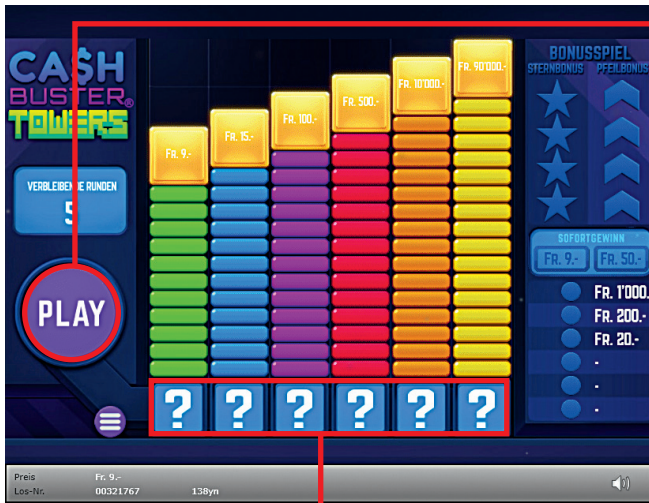 CA$H
BUSTER®
TOWERS
VERBLEIBENDE RUNDEN
5
PLAY
FR. 9.-
FR. 15.-
FR. 100.-
FR. 500.-
FR. 10'000.-
FR. 90'000.-
? ? ? ? ? ?
BONUSSPIEL
STERNBONUS PFEILBONUS
SOFORTGEWINN
FR. 9.- FR. 50.-
FR. 1'000.
FR. 200.-
FR. 20.-
-
-
-
Preis Fr. 9.-
Los-Nr. 00321767 138yn